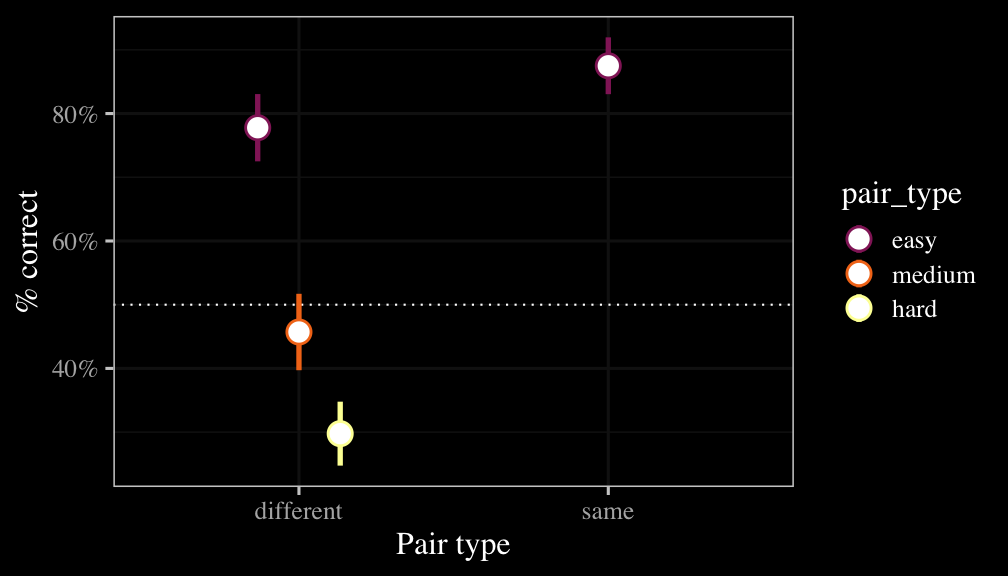 80%
60%
40%
% correct
different
same
Pair type
pair_type
easy
medium
hard